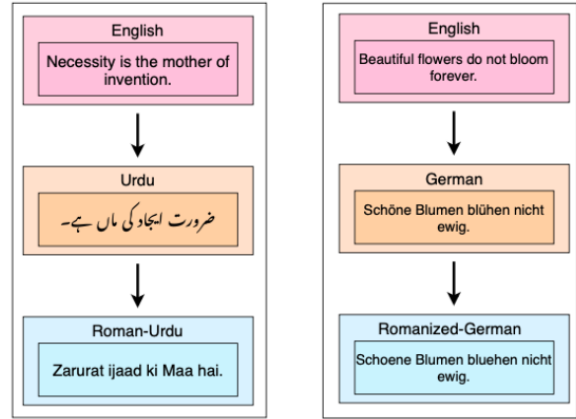 English
Necessity is the mother of
invention.
Urdu
ضرورت ایجاد کی ماں ہے۔
Roman-Urdu
Zarurat ijaad ki Maa hai.
English
Beautiful flowers do not bloom
forever.
German
Schöne Blumen blühen nicht
ewig.
Romanized-German
Schoene Blumen bluehen nicht
ewig.